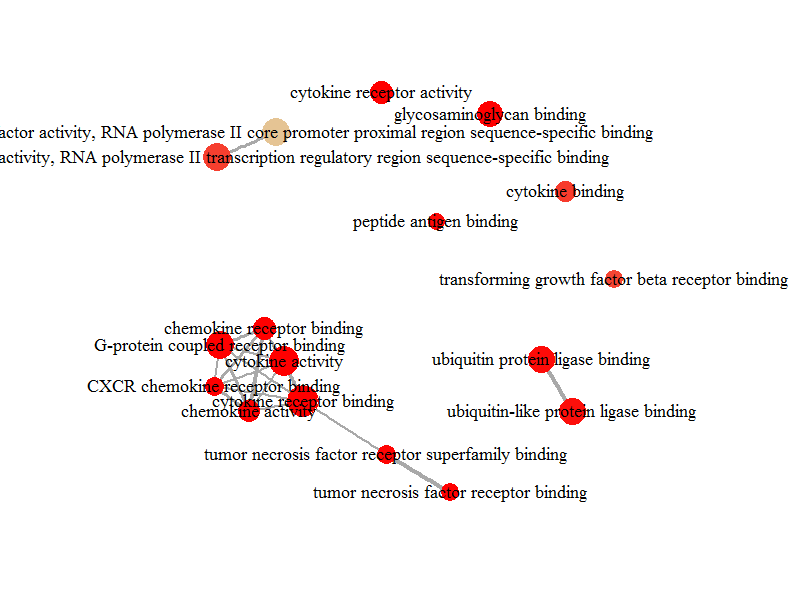 cytokine receptor activity
glycosaminoglycan binding
actor activity, RNA polymerase II core promoter proximal region sequence-specific binding
activity, RNA polymerase II transcription regulatory region sequence-specific binding
cytokine binding
peptide antigen binding
transforming growth factor beta receptor binding
chemokine receptor binding
G-protein coupled receptor binding
cytokine activity
ubiquitin protein ligase binding
CXCR chemokine receptor binding
cytokine receptor binding
chemokine activity
ubiquitin-like protein ligase binding
tumor necrosis factor receptor superfamily binding
tumor necrosis factor receptor binding